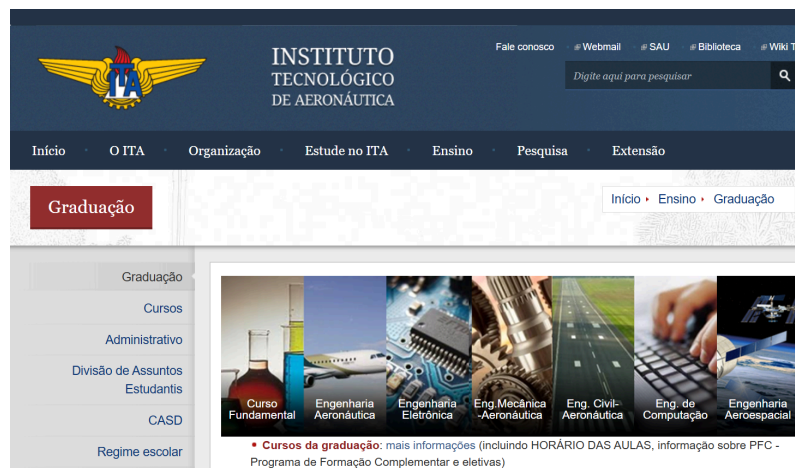 Fale conosco Webmail SAU Biblioteca Wiki T
ITA
INSTITUTO
TECNOLÓGICO
DE AERONÁUTICA
Digite aqui para pesquisar
Início O ITA Organização Estude no ITA Ensino Pesquisa Extensão
Graduação
Início Ensino Graduação
Graduação
Cursos
Administrativo
Divisão de Assuntos
Estudantis
CASD
Regime escolar
Curso
Fundamental
Engenharia
Aeronáutica
Engenharia
Eletrônica
Eng.Mecânica
-Aeronáutica
Eng. Civil-
Aeronáutica
Eng. de
Computação
Engenharia
Aeroespacial
• Cursos da graduação: mais informações (incluindo HORÁRIO DAS AULAS, informação sobre PFC -
Programa de Formação Complementar e eletivas)